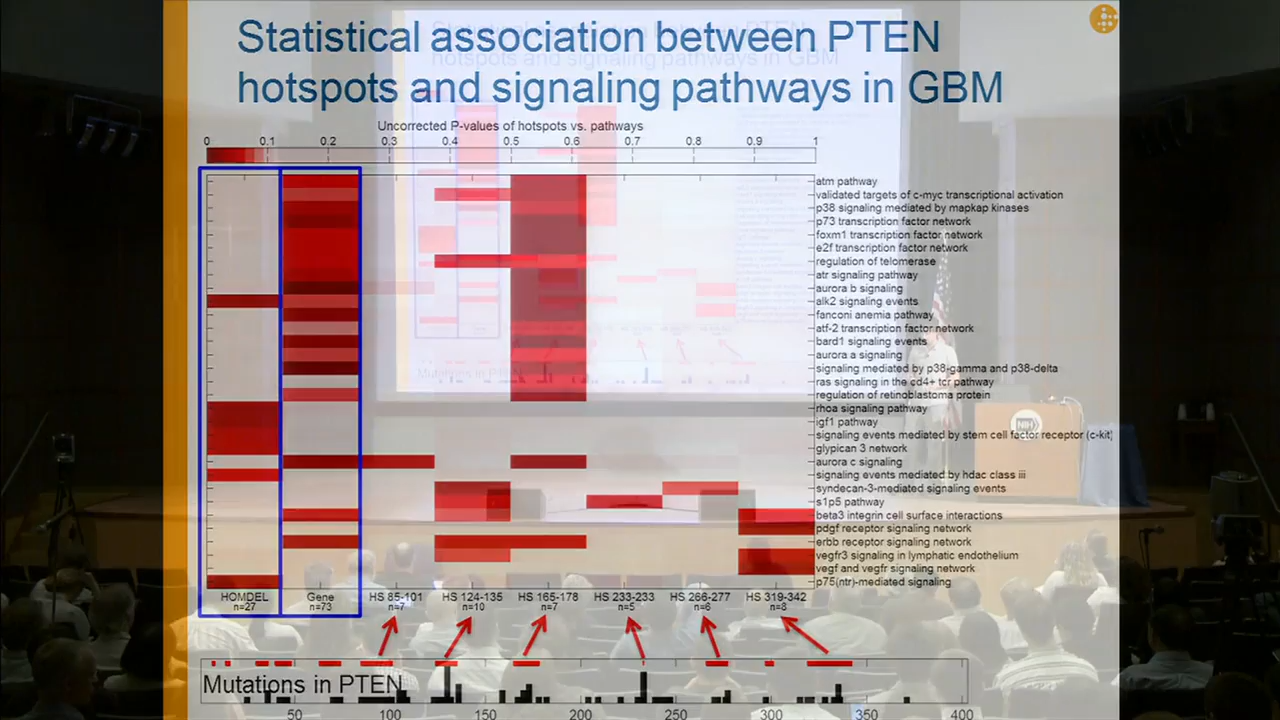 Statistical association between PTEN
hotspots and signaling pathways in GBM
Uncorrected P-values of hotspots vs. pathways
0 0.1 0.2 0.3 0.4 0.5 0.6 0.7 0.8 0.9 1
atm pathway
validated targets of c-myc transcriptional activation
p38 signaling mediated by mapkap kinases
p73 transcription factor network
foxm1 transcription factor network
e2f transcription factor network
regulation of telomerase
atr signaling pathway
aurora b signaling
alk2 signaling events
fanconi anemia pathway
atf-2 transcription factor network
bard1 signaling events
aurora a signaling
signaling mediated by p38-gamma and p38-delta
ras signaling in the cd4+ tcr pathway
regulation of retinoblastoma protein
rhoa signaling pathway
igf1 pathway
signaling events mediated by stem cell factor receptor (c-kit)
glypican 3 network
aurora c signaling
signaling events mediated by hdac class iii
syndecan-3-mediated signaling events
s1p5 pathway
beta3 integrin cell surface interactions
pdgf receptor signaling network
erbb receptor signaling network
vegfr3 signaling in lymphatic endothelium
vegf and vegfr signaling network
p75(ntr)-mediated signaling
HOMDEL Gene HS 85-101 HS 124-135 HS 165-178 HS 233-233 HS 266-277 HS 319-342
n=27 n=73 n=7 n=10 n=7 n=5 n=6 n=8
Mutations in PTEN
50 100 150 200 250 300 350 400
NIH